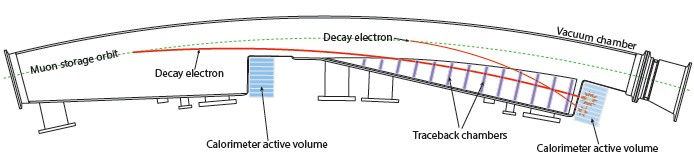 Decay electron
Vacuum chamber
Muon storage orbit
Decay electron
Traceback chambers
Calorimeter active volume
Calorimeter active volume